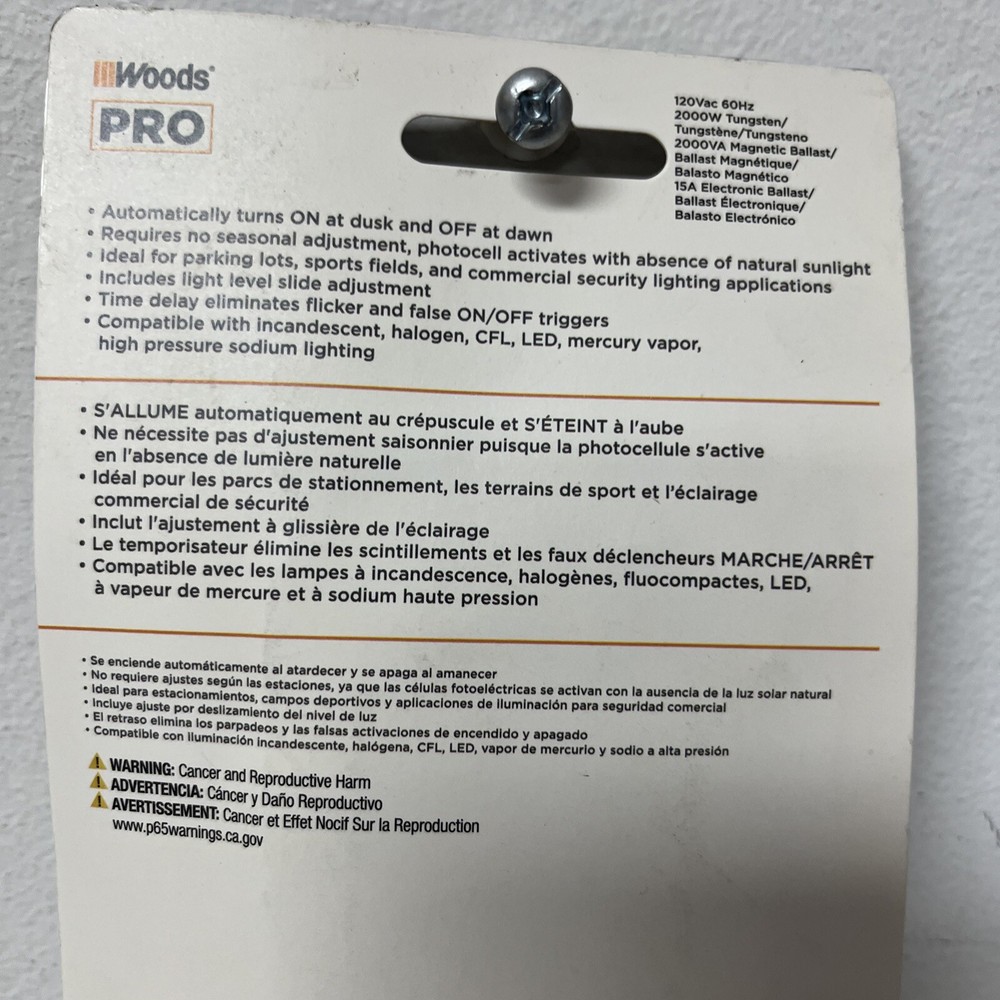 Woods®
PRO
120Vac 60Hz
2000W Tungsten/
Tungstène/Tungsteno
2000VA Magnetic Ballast/
Ballast Magnétique/
Balasto Magnético
15A Electronic Ballast/
Ballast Électronique/
Balasto Electrónico
• Automatically turns ON at dusk and OFF at dawn
• Requires no seasonal adjustment, photocell activates with absence of natural sunlight
• Ideal for parking lots, sports fields, and commercial security lighting applications
• Includes light level slide adjustment
• Time delay eliminates flicker and false ON/OFF triggers
• Compatible with incandescent, halogen, CFL, LED, mercury vapor,
high pressure sodium lighting
• S'ALLUME automatiquement au crépuscule et S'ÉTEINT à l'aube
• Ne nécessite pas d'ajustement saisonnier puisque la photocellule s'active
en l'absence de lumière naturelle
• Idéal pour les parcs de stationnement, les terrains de sport et l'éclairage
commercial de sécurité
• Inclut l'ajustement à glissière de l'éclairage
• Le temporisateur élimine les scintillements et les faux déclencheurs MARCHE/ARRÊT
• Compatible avec les lampes à incandescence, halogènes, fluocompactes, LED,
à vapeur de mercure et à sodium haute pression
• Se enciende automáticamente al atardecer y se apaga al amanecer
• No requiere ajustes según las estaciones, ya que las células fotoeléctricas se activan con la ausencia de la luz solar natural
• Ideal para estacionamientos, campos deportivos y aplicaciones de iluminación para seguridad comercial
• Incluye ajuste por deslizamiento del nivel de luz
• El retraso elimina los parpadeos y las falsas activaciones de encendido y apagado
• Compatible con iluminación incandescente, halógena, CFL, LED, vapor de mercurio y sodio a alta presión
WARNING: Cancer and Reproductive Harm
ADVERTENCIA: Cáncer y Daño Reproductivo
AVERTISSEMENT: Cancer et Effet Nocif Sur la Reproduction
www.p65warnings.ca.gov